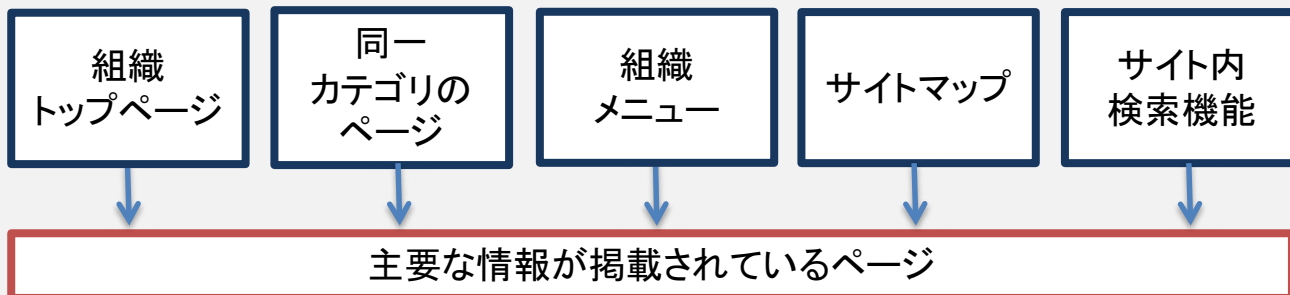 組織
トップページ
同一
カテゴリの
ページ
組織
メニュー
サイトマップ
サイト内
検索機能
主要な情報が掲載されているページ